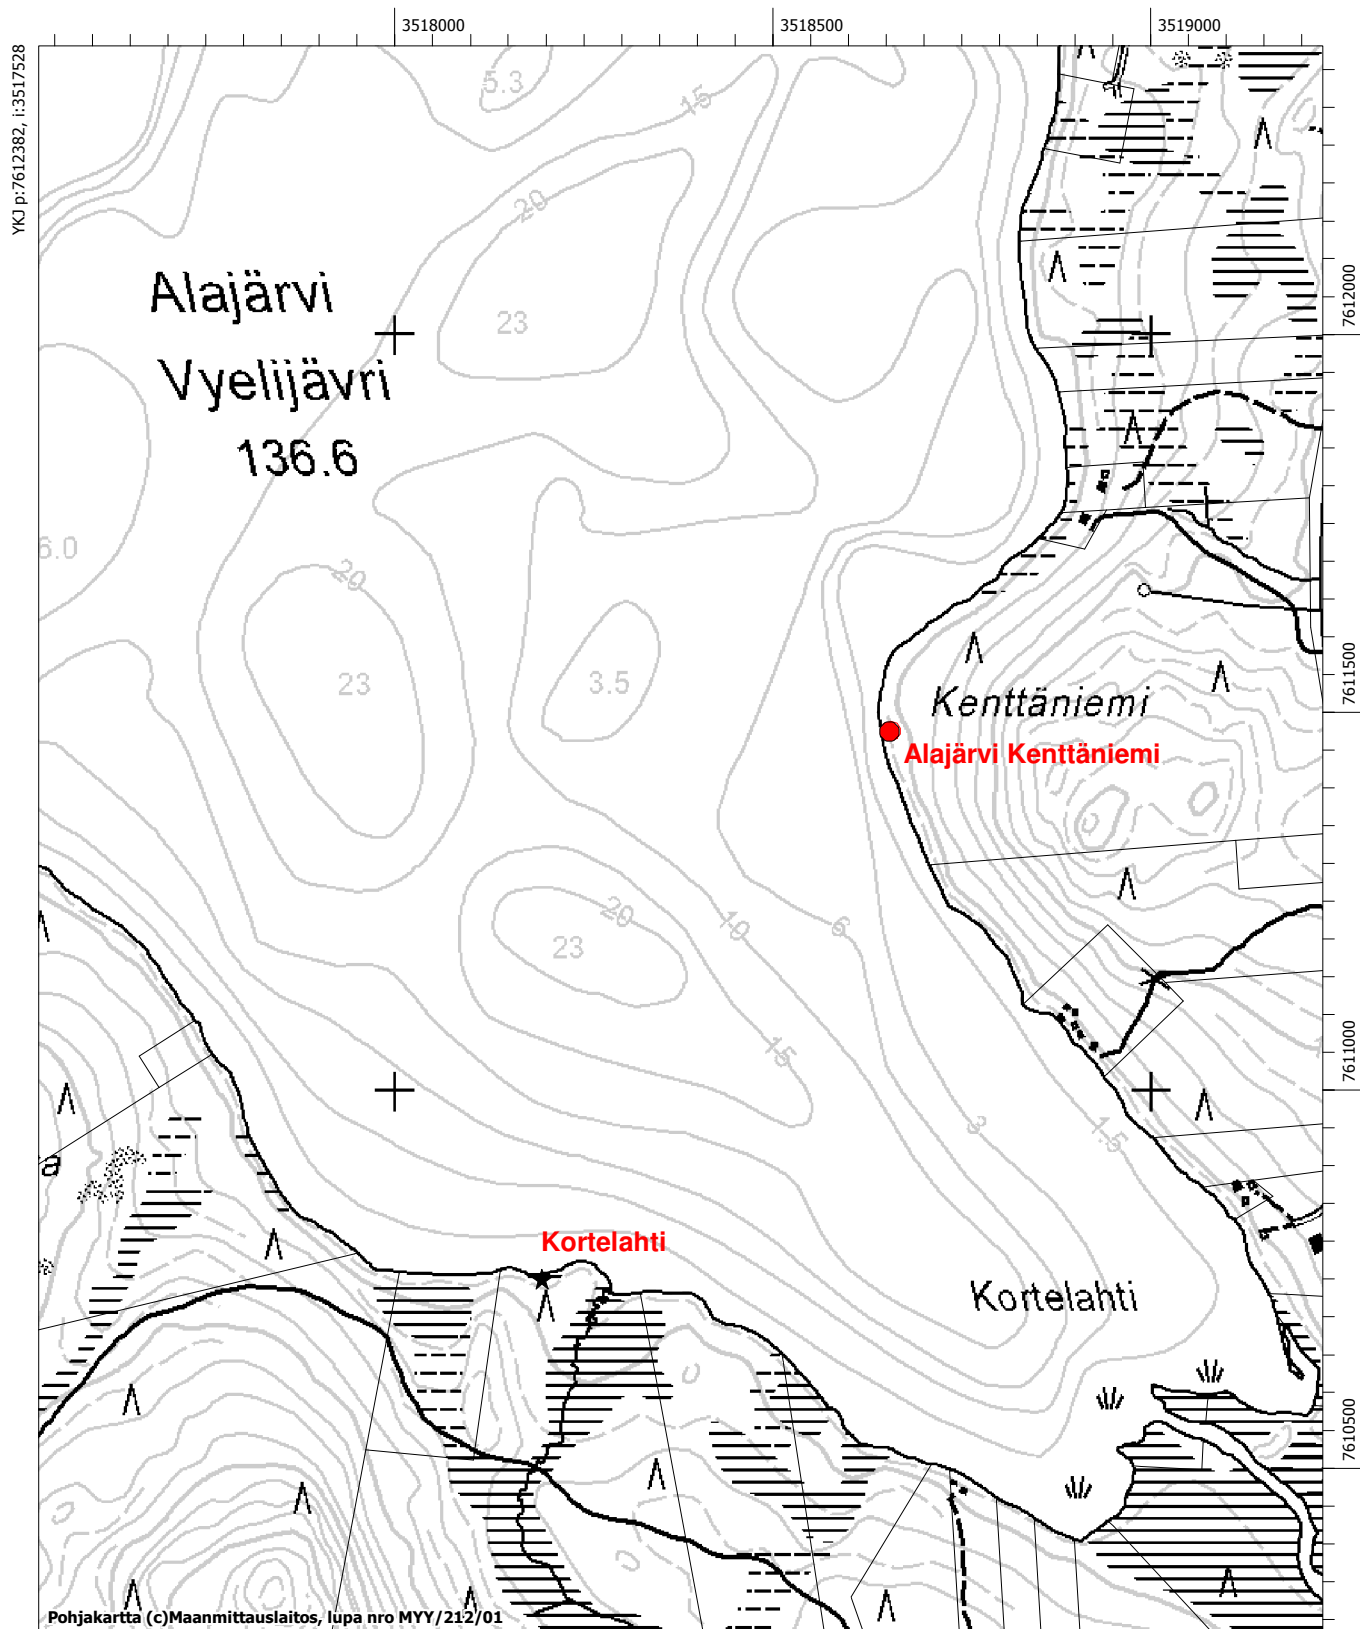 3518000
3518500
3519000
YKJ p:7612382, i:3517528
5.3
15
20
Alajärvi
23
7612000
Vyelijävri
136.6
6.0
20
23
3.5
7611500
Kenttäniemi
Alajärvi Kenttäniemi
20
10
6
23
15
7611000
3
1.5
a
Kortelahti
Kortelahti
7610500
Pohjakartta (c)Maanmittauslaitos, lupa nro MYY/212/01